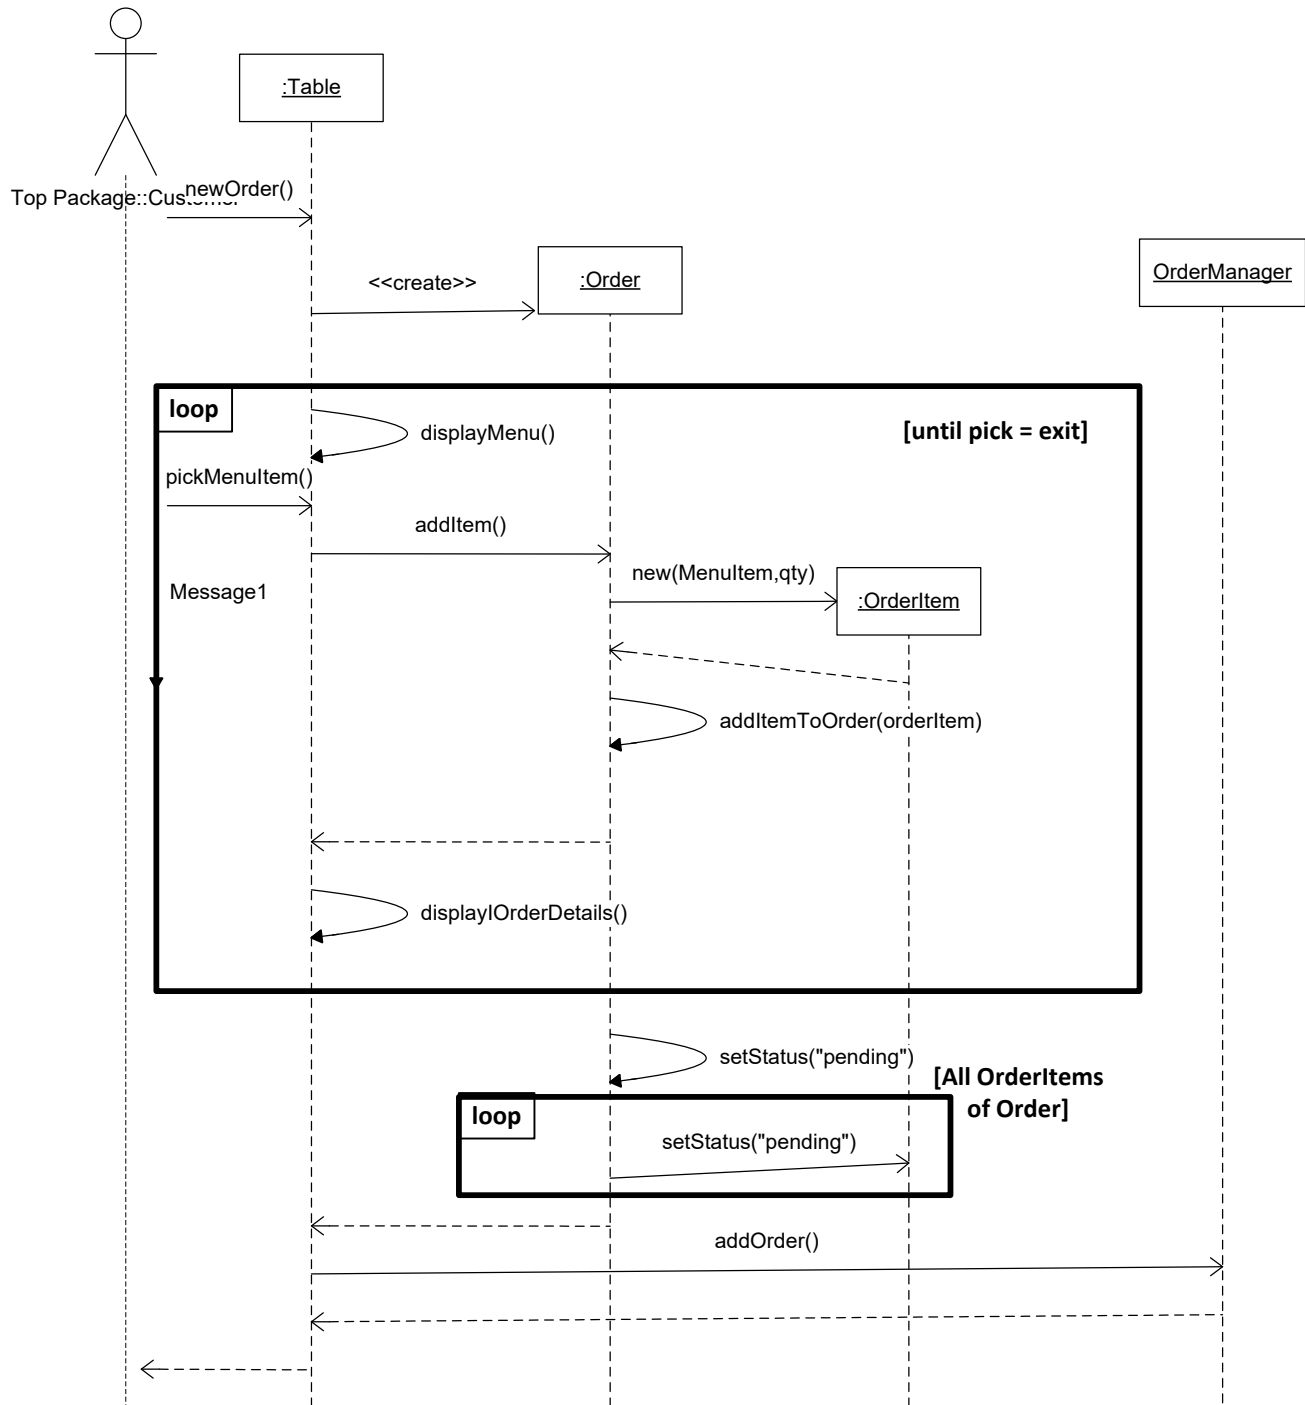 :Table
newOrder()
Top Package::Customer
OrderManager
:Order
<<create>>
loop
[until pick = exit]
displayMenu()
pickMenuItem()
addItem()
new(MenuItem,qty)
Message1
:OrderItem
addItemToOrder(orderItem)
displayIOrderDetails()
setStatus("pending")
[All OrderItems
of Order]
loop
setStatus("pending")
addOrder()